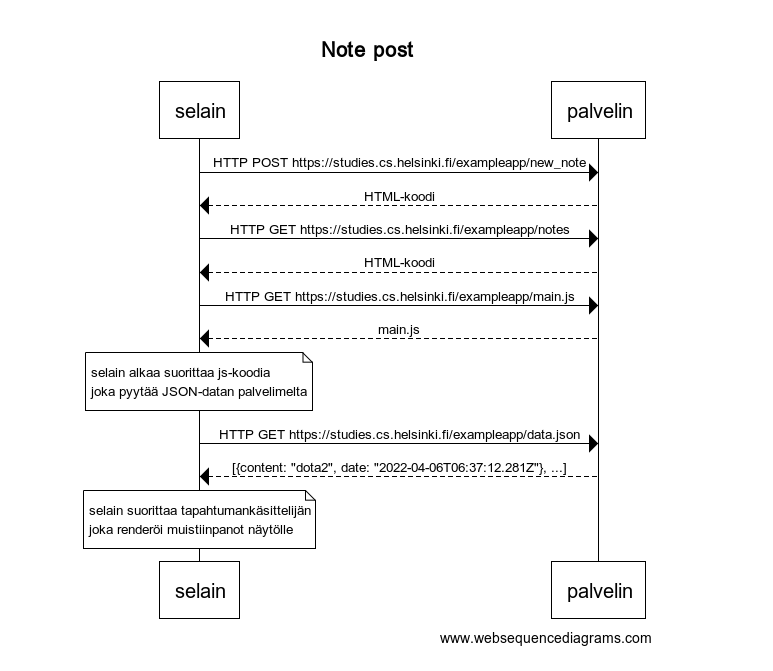 Note post
selain
palvelin
HTTP POST https://studies.cs.helsinki.fi/exampleapp/new_note
HTML-koodi
HTTP GET https://studies.cs.helsinki.fi/exampleapp/notes
HTML-koodi
HTTP GET https://studies.cs.helsinki.fi/exampleapp/main.js
main.js
selain alkaa suorittaa js-koodia
joka pyytää JSON-datan palvelimelta
HTTP GET https://studies.cs.helsinki.fi/exampleapp/data.json
[{content: "dota2", date: "2022-04-06T06:37:12.281Z"}, ...]
selain suorittaa tapahtumankäsittelijän
joka renderöi muistiinpanot näytölle
selain
palvelin
www.websequencediagrams.com